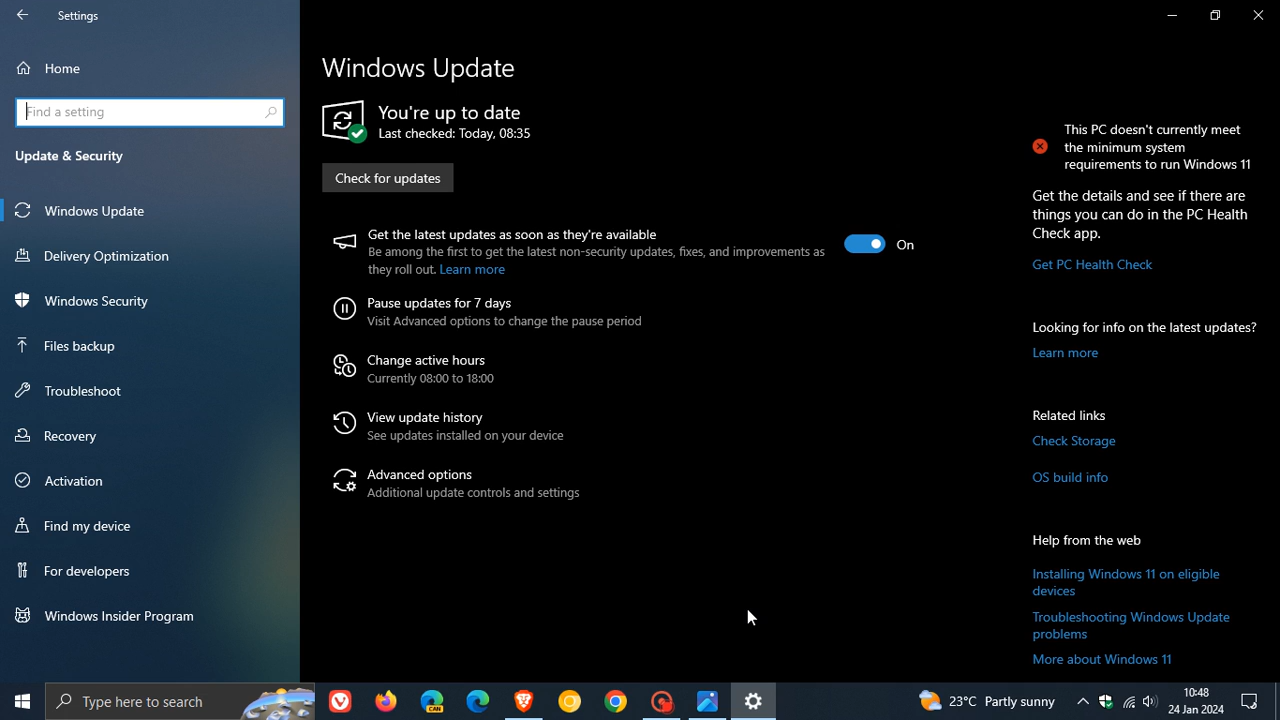 Settings
Home
Find a setting
Update & Security
Windows Update
Delivery Optimization
Windows Security
Files backup
Troubleshoot
Recovery
Activation
Find my device
For developers
Windows Insider Program
Windows Update
You're up to date
Last checked: Today, 08:35
Check for updates
Get the latest updates as soon as they're available
Be among the first to get the latest non-security updates, fixes, and improvements as
they roll out. Learn more
On
Pause updates for 7 days
Visit Advanced options to change the pause period
Change active hours
Currently 08:00 to 18:00
View update history
See updates installed on your device
Advanced options
Additional update controls and settings
This PC doesn't currently meet
the minimum system
requirements to run Windows 11
Get the details and see if there are
things you can do in the PC Health
Check app.
Get PC Health Check
Looking for info on the latest updates?
Learn more
Related links
Check Storage
OS build info
Help from the web
Installing Windows 11 on eligible
devices
Troubleshooting Windows Update
problems
More about Windows 11
Type here to search
CAN
23°C Partly sunny
10:48
24 Jan 2024